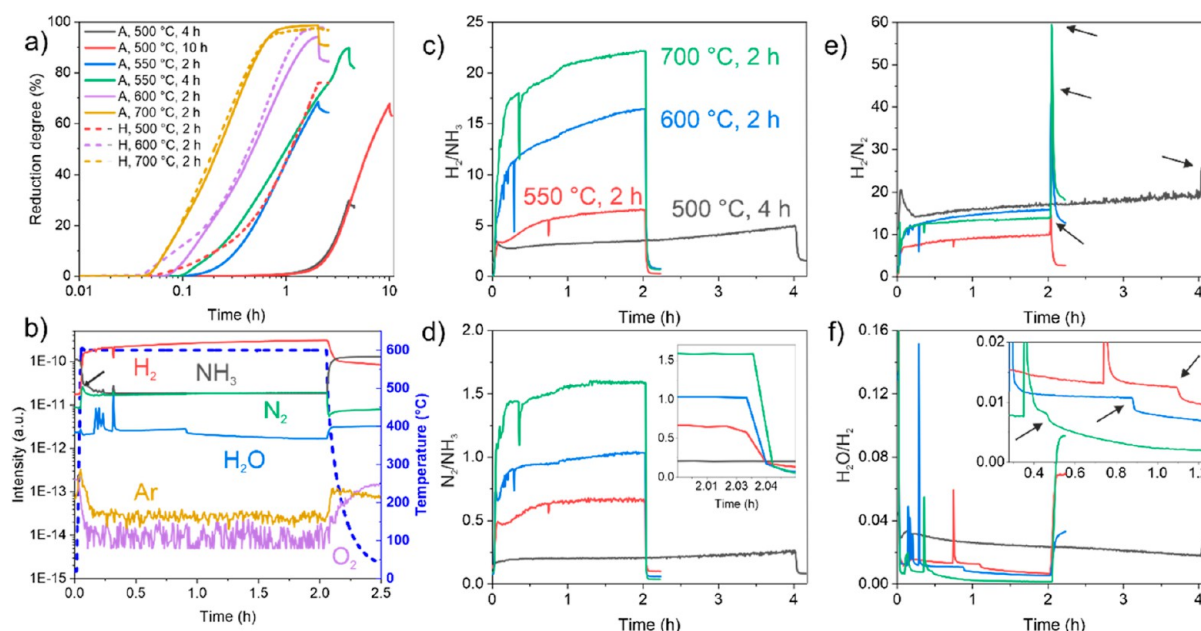 a)
Reduction degree (%)
100
80
60
40
20
0
A, 500 °C, 4 h
A, 500 °C, 10 h
A, 550 °C, 2 h
A, 550 °C, 4 h
A, 600 °C, 2 h
A, 700 °C, 2 h
H, 500 °C, 2 h
H, 600 °C, 2 h
H, 700 °C, 2 h
0.01 0.1 1 10
Time (h)
b)
Intensity (a.u.)
1E-10
1E-11
1E-12
1E-13
1E-14
1E-15
H₂
NH₃
N₂
H₂O
Ar
O₂
Temperature (°C)
600
500
400
300
200
100
0
0.0 0.5 1.0 1.5 2.0 2.5
Time (h)
c)
H₂/NH₃
25
20
15
10
5
0
700 °C, 2 h
600 °C, 2 h
550 °C, 2 h
500 °C, 4 h
0 1 2 3 4
Time (h)
d)
N₂/NH₃
2.0
1.5
1.0
0.5
0.0
1.5
1.0
0.5
0.0
2.01 2.03 2.04
Time (h)
0 1 2 3 4
Time (h)
e)
H₂/N₂
60
50
40
30
20
10
0
0 1 2 3 4
Time (h)
f)
H₂O/H₂
0.16
0.12
0.08
0.04
0.00
0.02
0.01
0.00
0.4 0.6 0.8 1.0 1.2
0 1 2 3 4
Time (h)